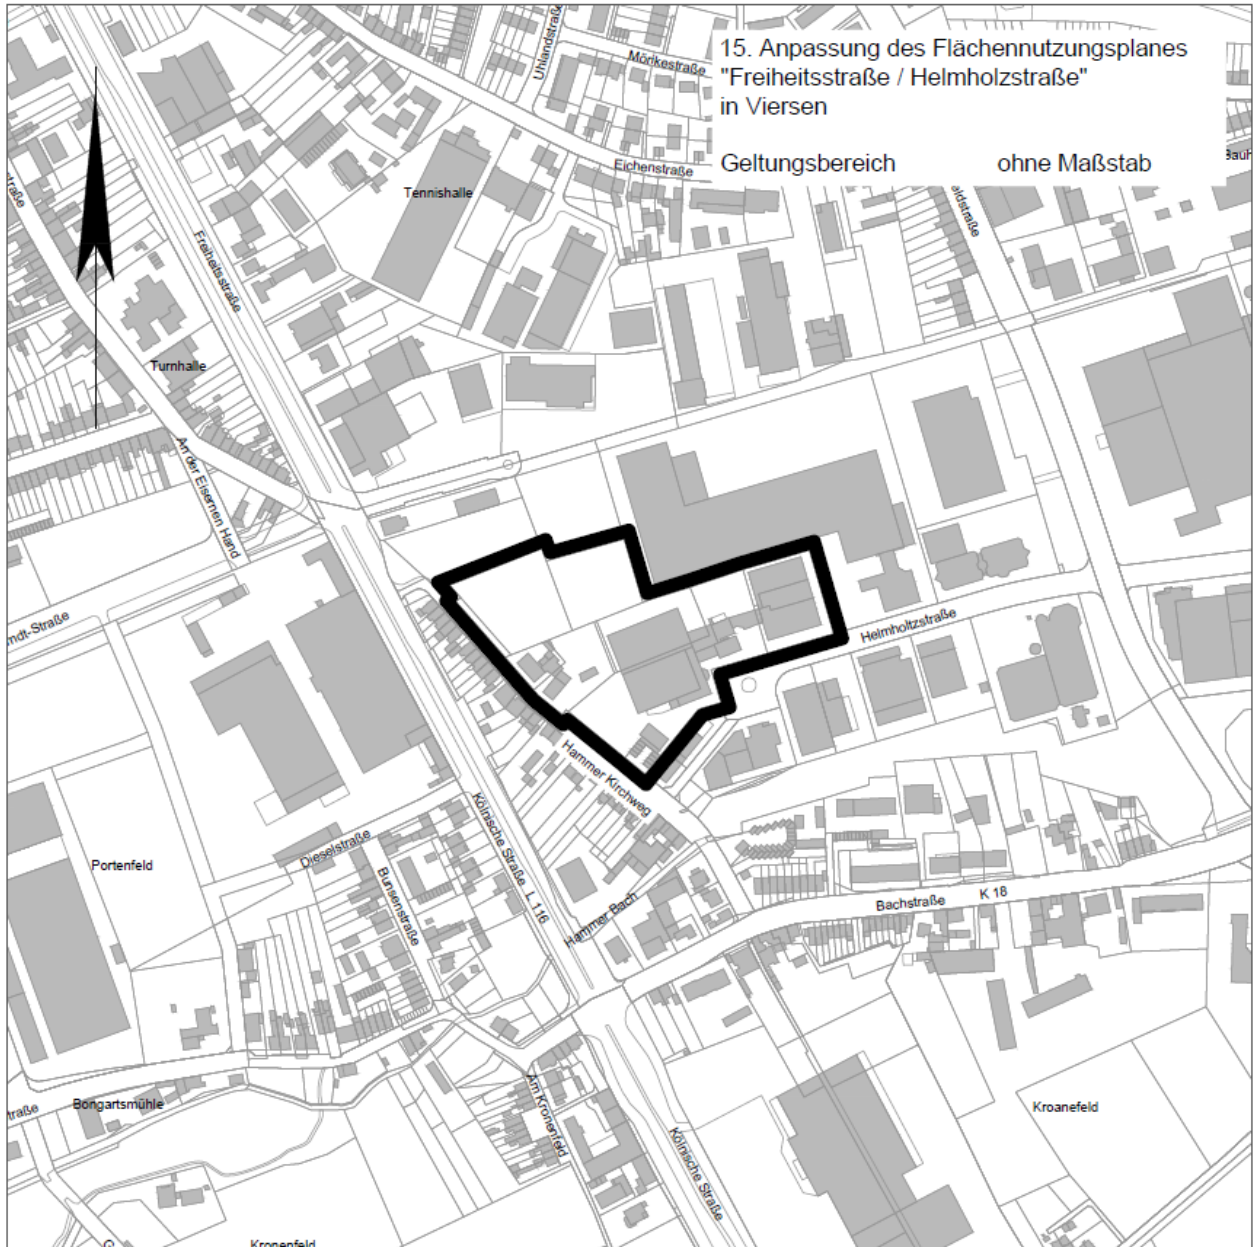 15. Anpassung des Flächennutzungsplanes
"Freiheitsstraße / Helmholzstraße"
in Viersen
Geltungsbereich ohne Maßstab
Uhlandstraße
Mörikestraße
Eichenstraße
Tennishalle
Freiheitsstraße
Turnhalle
An der Eisernen Hand
Helmholtzstraße
Hammer Kirchweg
Kölnische Straße L 116
Dieselstraße
Bunsenstraße
Portenfeld
Hammer Bach
Bachstraße K 18
Bongartsmühle
Am Kronenfeld
Kroanefeld
Kölnische Straße
Kronenfeld